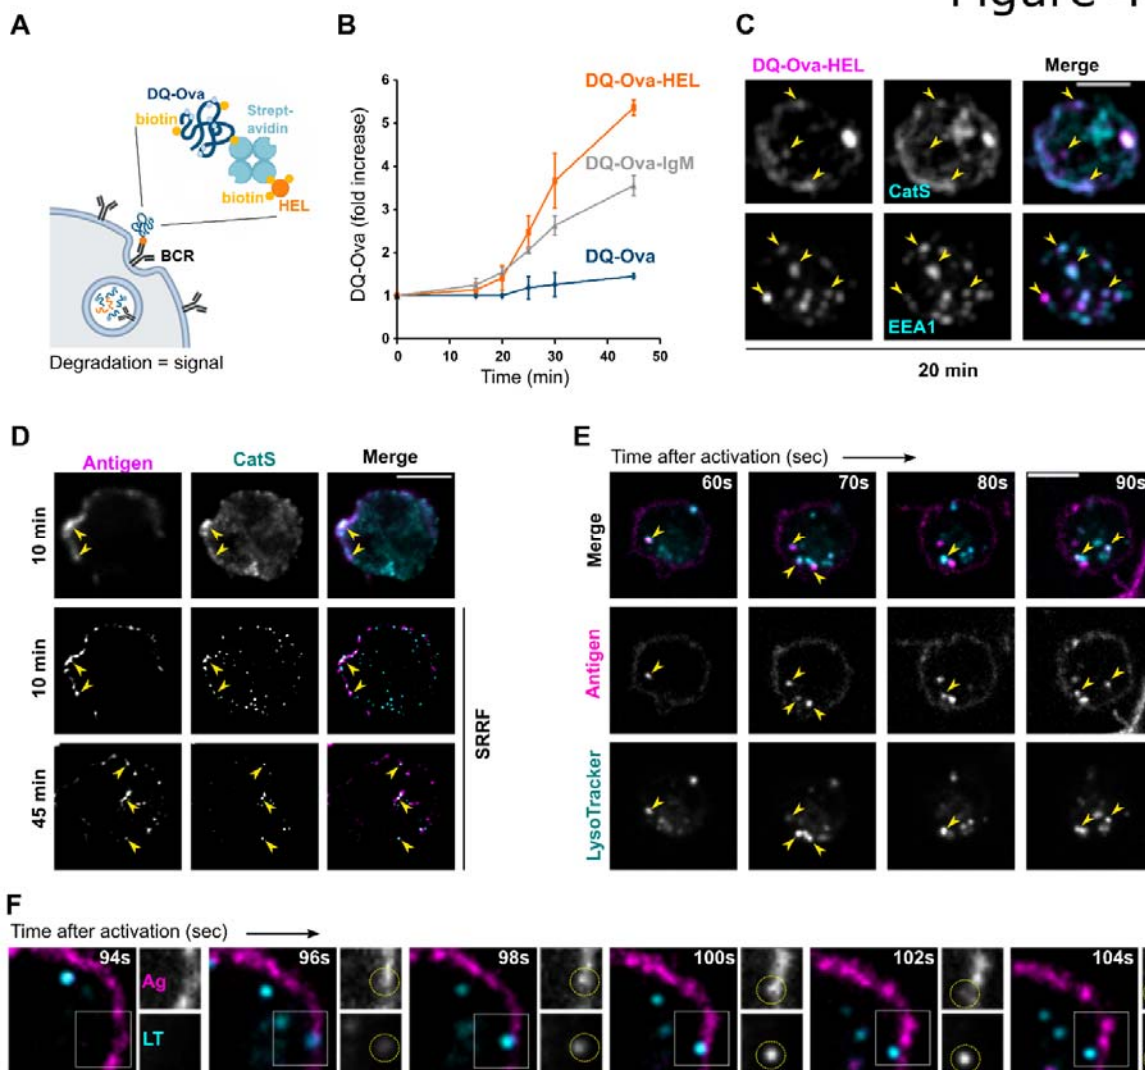 Figure
A
B
C
DQ-Ova
biotin
Strept-
avidin
biotin
HEL
BCR
Degradation = signal
DQ-Ova (fold increase)
6
5
4
3
2
1
0
0
10
20
30
40
50
Time (min)
DQ-Ova-HEL
DQ-Ova-IgM
DQ-Ova
DQ-Ova-HEL
Merge
CatS
EEA1
20 min
D
Antigen
CatS
Merge
10 min
10 min
45 min
SRRF
E
Time after activation (sec)
60s
70s
80s
90s
Merge
Antigen
LysoTracker
F
Time after activation (sec)
94s
Ag
LT
96s
98s
100s
102s
104s